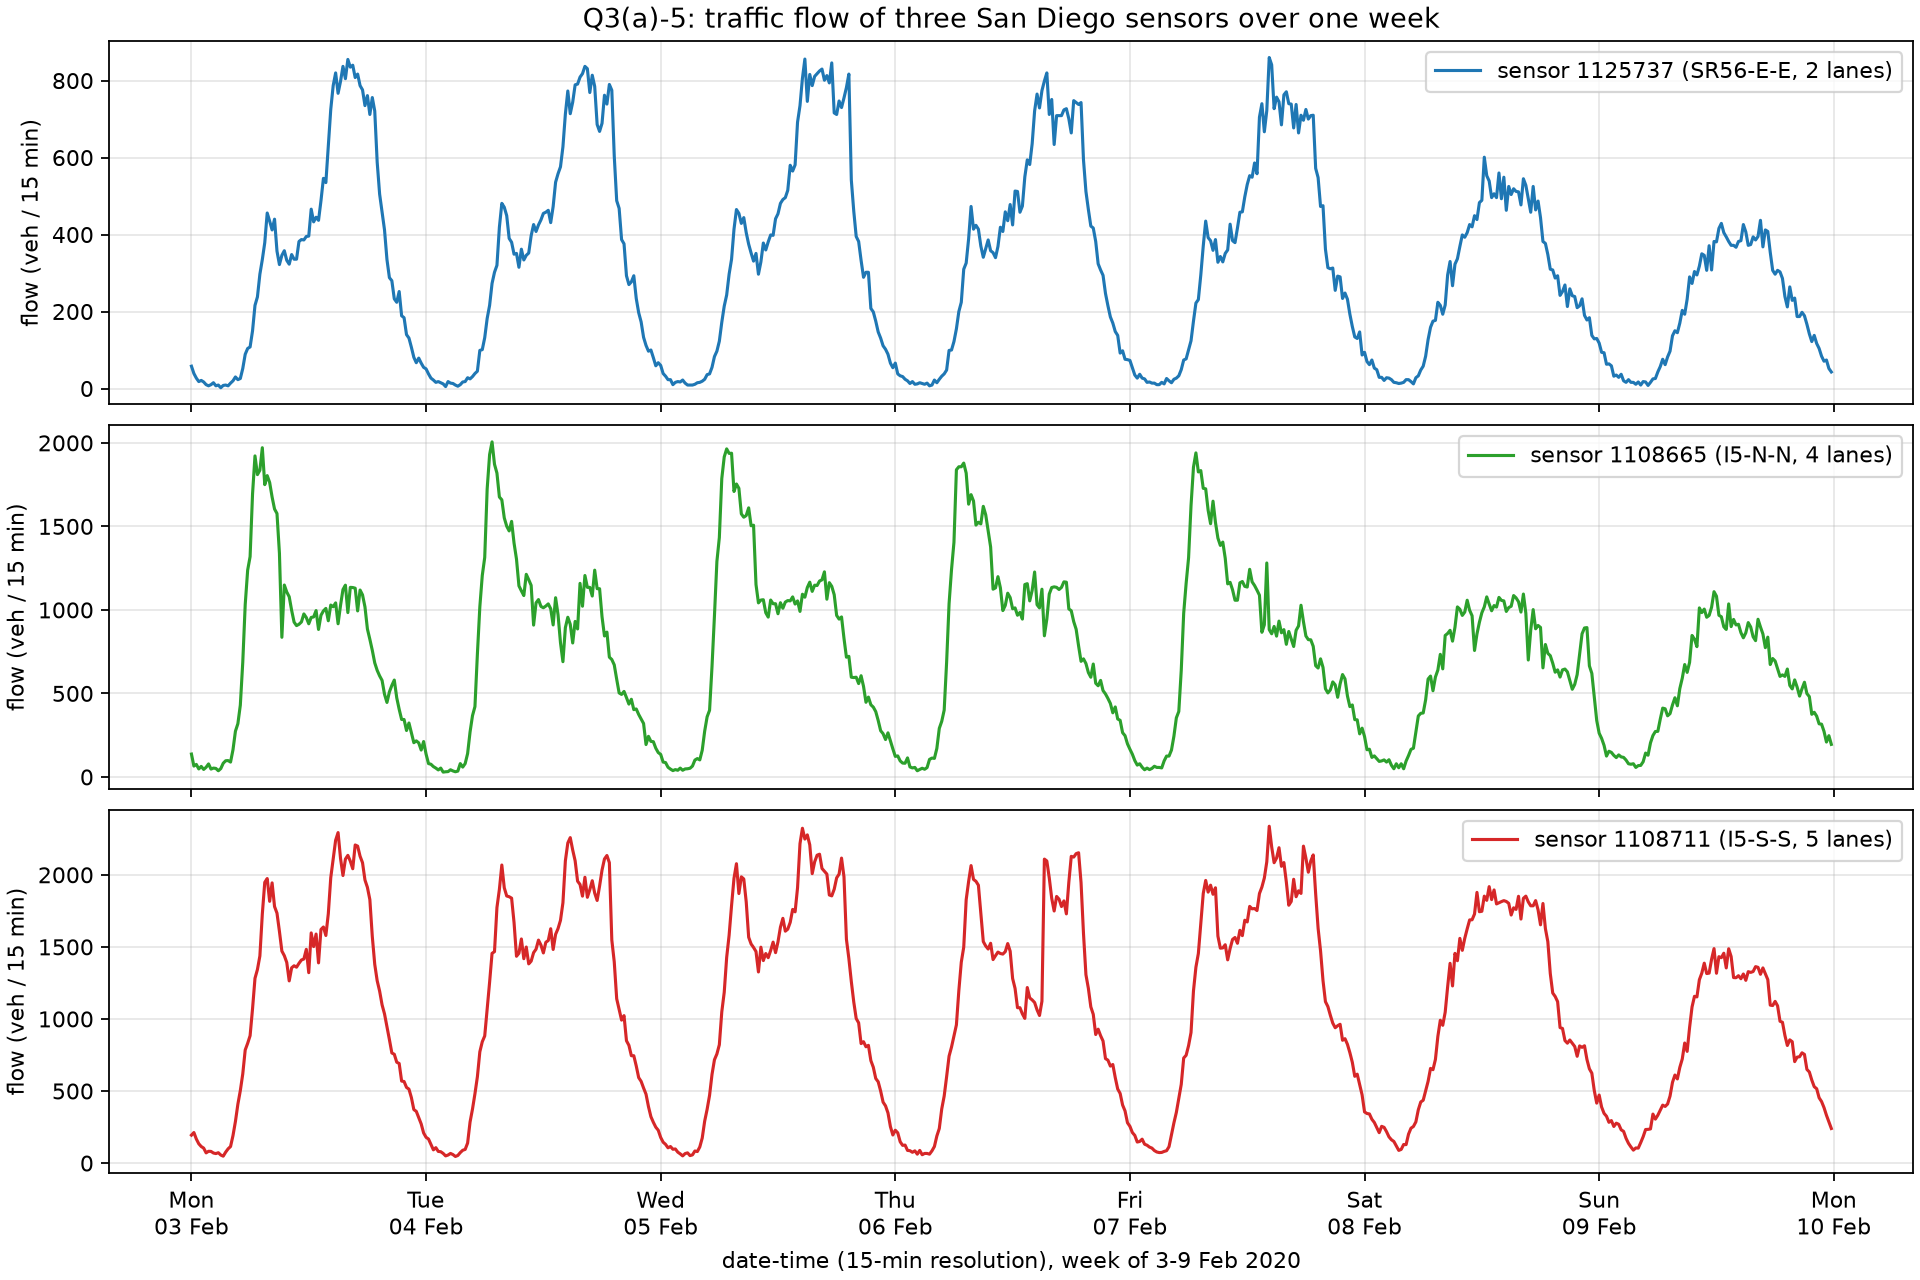 Q3(a)-5: traffic flow of three San Diego sensors over one week
sensor 1125737 (SR56-E-E, 2 lanes)
flow (veh / 15 min)
800
600
400
200
0
sensor 1108665 (I5-N-N, 4 lanes)
flow (veh / 15 min)
2000
1500
1000
500
0
sensor 1108711 (I5-S-S, 5 lanes)
flow (veh / 15 min)
2000
1500
1000
500
0
Mon Tue Wed Thu Fri Sat Sun Mon
03 Feb 04 Feb 05 Feb 06 Feb 07 Feb 08 Feb 09 Feb 10 Feb
date-time (15-min resolution), week of 3-9 Feb 2020